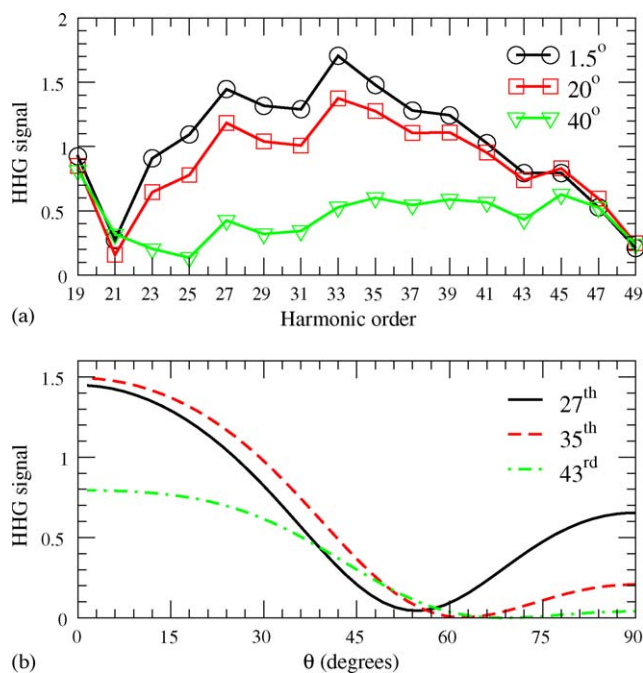 2
1.5
1
0.5
0
HHG signal
1.5°
20°
40°
19 21 23 25 27 29 31 33 35 37 39 41 43 45 47 49
(a) Harmonic order
1.5
1
0.5
0
HHG signal
27th
35th
43rd
0 15 30 45 60 75 90
(b) θ (degrees)